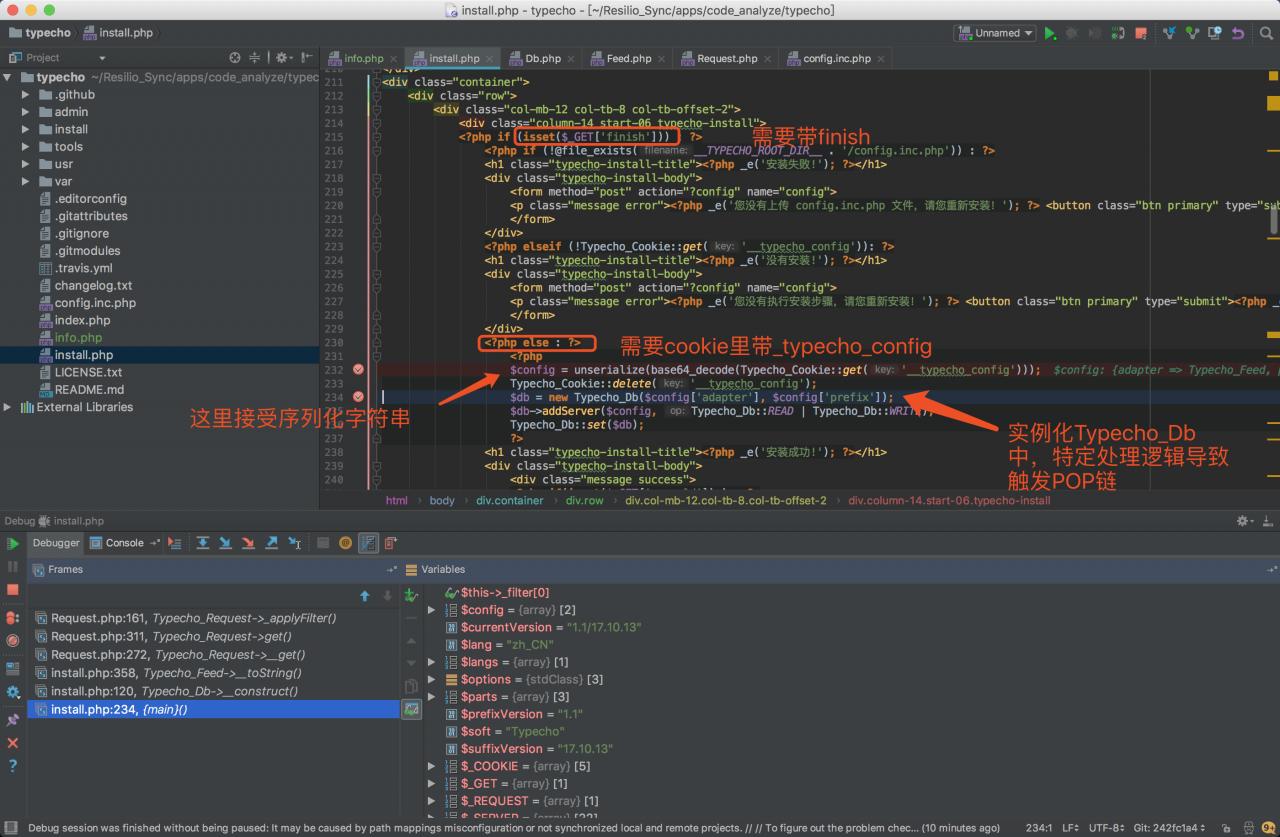 install.php - typecho - [~/Resilio_Sync/apps/code_analyze/typecho]
typecho install.php Unnamed
Project
info.php install.php Db.php Feed.php Request.php config.inc.php
typecho ~/Resilio_Sync/apps/code_analyze/typec
.github
admin
install
tools
usr
var
.editorconfig
.gitattributes
.gitignore
.gitmodules
.travis.yml
changelog.txt
config.inc.php
index.php
info.php
install.php
LICENSE.txt
README.md
External Libraries
210 </div>
211 <div class="container">
212 <div class="row">
213 <div class="col-mb-12 col-tb-8 col-tb-offset-2">
214 <div class="column-14 start-06 typecho-install">
215 <?php if (isset($_GET['finish'])) : ?>
需要带finish
216 <?php if (!@file_exists( filename: __TYPECHO_ROOT_DIR__ . '/config.inc.php')) : ?>
217 <h1 class="typecho-install-title"><?php _e('安装失败!'); ?></h1>
218 <div class="typecho-install-body">
219 <form method="post" action="?config" name="config">
220 <p class="message error"><?php _e('您没有上传 config.inc.php 文件, 请您重新安装! '); ?> <button class="btn primary" type="su
221 </form>
222 </div>
223 <?php elseif (!Typecho_Cookie::get( key: '__typecho_config')): ?>
224 <h1 class="typecho-install-title"><?php _e('没有安装!'); ?></h1>
225 <div class="typecho-install-body">
226 <form method="post" action="?config" name="config">
227 <p class="message error"><?php _e('您没有执行安装步骤, 请您重新安装! '); ?> <button class="btn primary" type="submit"><?php _e
228 </form>
229 </div>
230 <?php else : ?>
需要cookie里带_typecho_config
231 <?php
232 $config = unserialize(base64_decode(Typecho_Cookie::get( key: '__typecho_config'))); $config: {adapter => Typecho_Feed, p
233 Typecho_Cookie::delete( key: '__typecho_config');
234 $db = new Typecho_Db($config['adapter'], $config['prefix']);
235 $db->addServer($config, op: Typecho_Db::READ | Typecho_Db::WRI
236 Typecho_Db::set($db);
237 ?>
238 <h1 class="typecho-install-title"><?php _e('安装成功!'); ?></h1>
239 <div class="typecho-install-body">
240 <div class="message success">
这里接受序列化字符串
实例化Typecho_Db
中，特定处理逻辑导致
触发POP链
html body div.container div.row div.col-mb-12.col-tb-8.col-tb-offset-2 div.column-14.start-06.typecho-install
Debug install.php
Debugger Console
Frames
Variables
Request.php:161, Typecho_Request->_applyFilter()
Request.php:311, Typecho_Request->get()
Request.php:272, Typecho_Request->__get()
install.php:358, Typecho_Feed->__toString()
install.php:120, Typecho_Db->__construct()
install.php:234, {main}()
$this->_filter[0]
$config = {array} [2]
$currentVersion = "1.1/17.10.13"
$lang = "zh_CN"
$langs = {array} [1]
$options = {stdClass} [3]
$parts = {array} [3]
$prefixVersion = "1.1"
$soft = "Typecho"
$suffixVersion = "17.10.13"
$_COOKIE = {array} [5]
$_GET = {array} [1]
$_REQUEST = {array} [1]
$_SERVER = {array}
Debug session was finished without being paused: It may be caused by path mappings misconfiguration or not synchronized local and remote projects. // // To figure out the problem chec... (10 minutes ago) 234:1 LF÷ UTF-8÷ Git: 242fc1a4 ÷